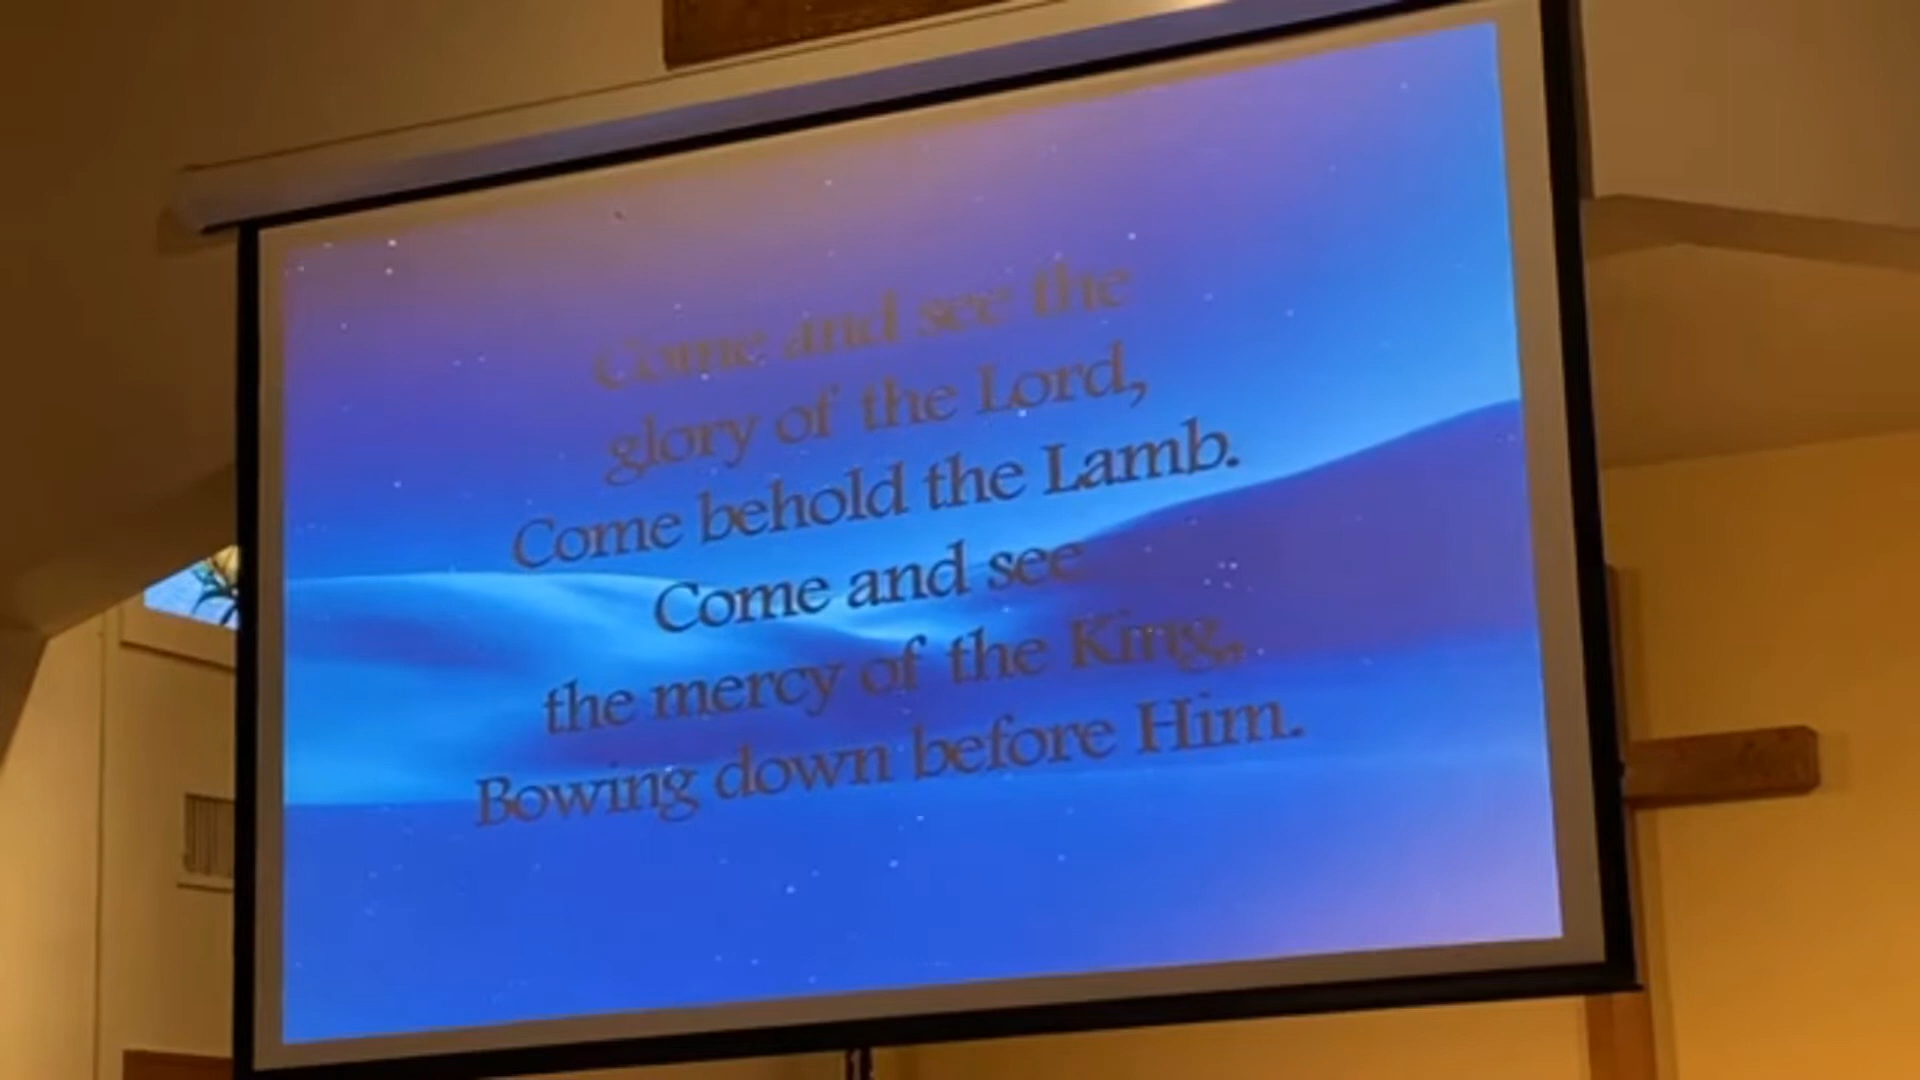 Come and see the
glory of the Lord,
Come behold the Lamb.
Come and see
the mercy of the King,
Bowing down before Him.